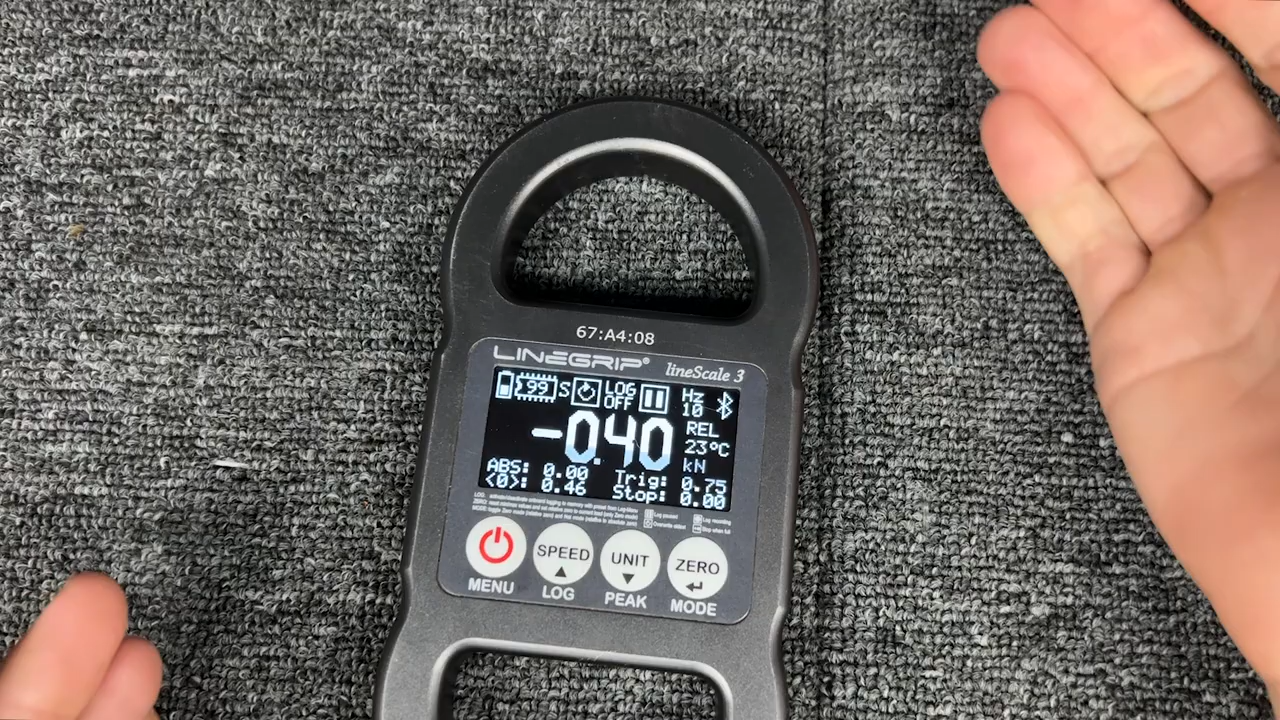 67:A4:08
LINEGRIP® lineScale 3
99 S LOG OFF Hz 10
-0.40 REL
23°C
kN
ABS: 0.00 Trig: 0.75
<0>: 0.46 Stop: 0.00
SPEED UNIT ZERO
MENU LOG PEAK MODE